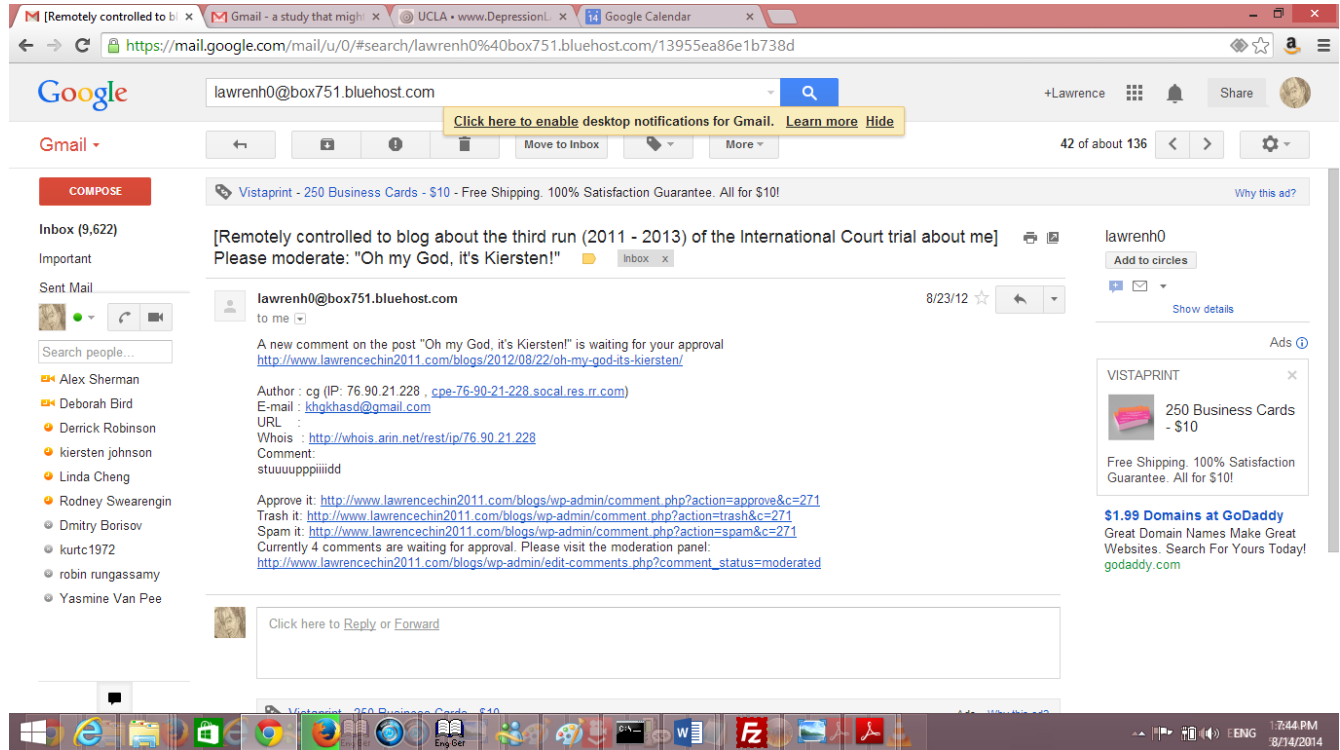 [Remotely controlled to bl
Gmail - a study that might
UCLA • www.DepressionL
14 Google Calendar
https://mail.google.com/mail/u/0/#search/lawrenh0%40box751.bluehost.com/13955ea86e1b738d
Google
lawrenh0@box751.bluehost.com
+Lawrence
Share
Click here to enable desktop notifications for Gmail. Learn more Hide
Gmail
Move to Inbox
More
42 of about 136
COMPOSE
Vistaprint - 250 Business Cards - $10 - Free Shipping. 100% Satisfaction Guarantee. All for $10!
Why this ad?
Inbox (9,622)
Important
Sent Mail
Search people...
Alex Sherman
Deborah Bird
Derrick Robinson
kiersten johnson
Linda Cheng
Rodney Swearengin
Dmitry Borisov
kurtc1972
robin rungassamy
Yasmine Van Pee
[Remotely controlled to blog about the third run (2011 - 2013) of the International Court trial about me]
Please moderate: "Oh my God, it's Kiersten!"
Inbox x
lawrenh0@box751.bluehost.com
8/23/12
to me
A new comment on the post "Oh my God, it's Kiersten!" is waiting for your approval
http://www.lawrencechin2011.com/blogs/2012/08/22/oh-my-god-its-kiersten/
Author : cg (IP: 76.90.21.228 , cpe-76-90-21-228.socal.res.rr.com)
E-mail : khgkhasd@gmail.com
URL :
Whois : http://whois.arin.net/rest/ip/76.90.21.228
Comment:
stuuuupppiiiidd
Approve it: http://www.lawrencechin2011.com/blogs/wp-admin/comment.php?action=approve&c=271
Trash it: http://www.lawrencechin2011.com/blogs/wp-admin/comment.php?action=trash&c=271
Spam it: http://www.lawrencechin2011.com/blogs/wp-admin/comment.php?action=spam&c=271
Currently 4 comments are waiting for approval. Please visit the moderation panel:
http://www.lawrencechin2011.com/blogs/wp-admin/edit-comments.php?comment_status=moderated
Click here to Reply or Forward
lawrenh0
Add to circles
Show details
Ads
VISTAPRINT
250 Business Cards
- $10
Free Shipping. 100% Satisfaction
Guarantee. All for $10!
$1.99 Domains at GoDaddy
Great Domain Names Make Great
Websites. Search For Yours Today!
godaddy.com
Eng Ger
ENG
7:44 PM
8/14/2014